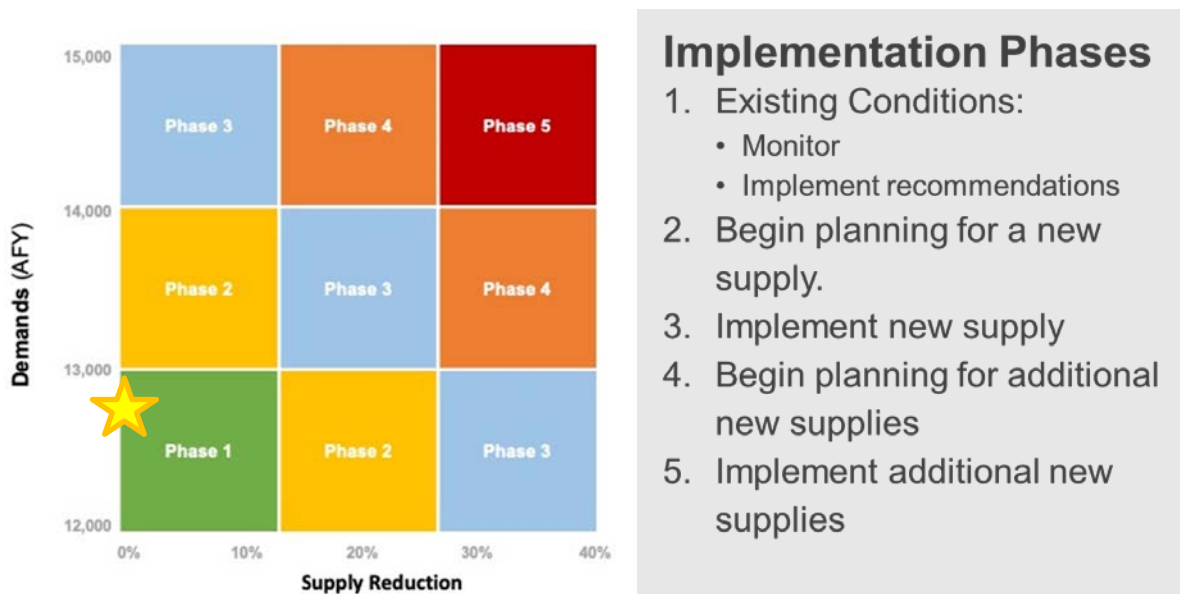 15,000
14,000
13,000
12,000
Demands (AFY)
Phase 3
Phase 4
Phase 5
Phase 2
Phase 3
Phase 4
Phase 1
Phase 2
Phase 3
0%
10%
20%
30%
40%
Supply Reduction
Implementation Phases
1. Existing Conditions:
• Monitor
• Implement recommendations
2. Begin planning for a new
supply.
3. Implement new supply
4. Begin planning for additional
new supplies
5. Implement additional new
supplies